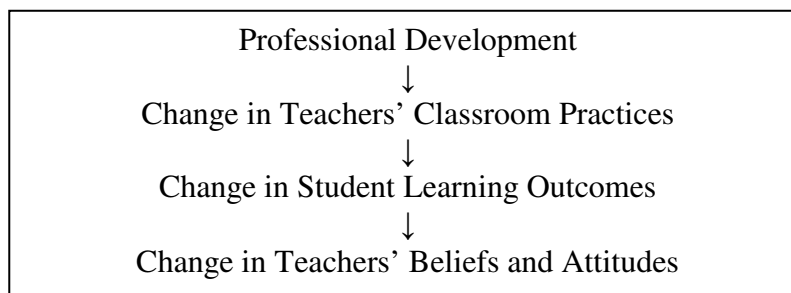 Professional Development
↓
Change in Teachers’ Classroom Practices
↓
Change in Student Learning Outcomes
↓
Change in Teachers’ Beliefs and Attitudes